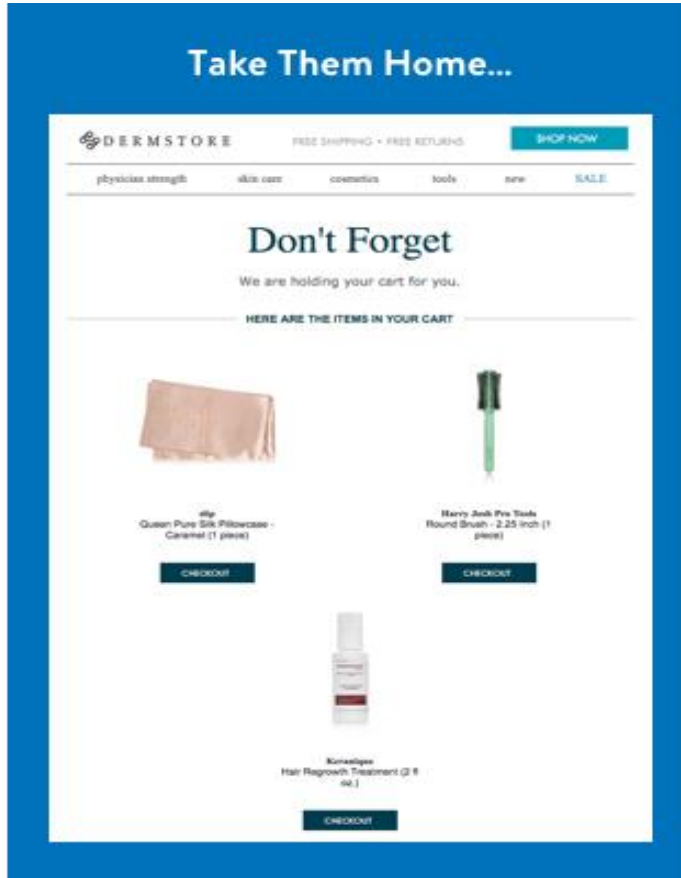 Take Them Home...
DERMSTORE
FREE SHIPPING • FREE RETURNS
SHOP NOW
physician strength skin care cosmetics tools new SALE
Don't Forget
We are holding your cart for you.
HERE ARE THE ITEMS IN YOUR CART
slip
Queen Pure Silk Pillowcase -
Caramel (1 piece)
CHECKOUT
Harry Josh Pro Tools
Round Brush - 2.25 inch (1
piece)
CHECKOUT
Keranique
Hair Regrowth Treatment (2 fl
oz.)
CHECKOUT